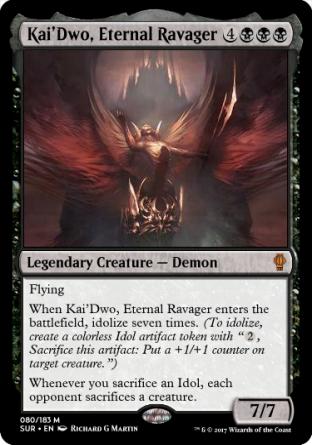 Kai'Dwo, Eternal Ravager 4
Legendary Creature — Demon
Flying
When Kai'Dwo, Eternal Ravager enters the
battlefield, idolize seven times. (To idolize,
create a colorless Idol artifact token with "2,
Sacrifice this artifact: Put a +1/+1 counter on
target creature.")
Whenever you sacrifice an Idol, each
opponent sacrifices a creature.
7/7
080/183 M
SUR • EN Richard G Martin
™ & © 2017 Wizards of the Coast